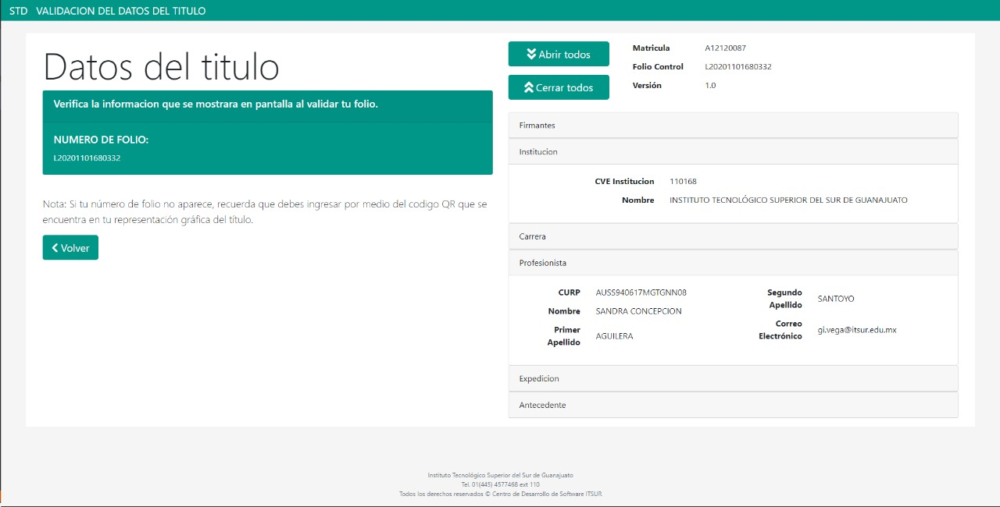 STD VALIDACION DEL DATOS DEL TITULO
Datos del titulo
Verifica la informacion que se mostrara en pantalla al validar tu folio.
NUMERO DE FOLIO:
L20201101680332
Nota: Si tu número de folio no aparece, recuerda que debes ingresar por medio del codigo QR que se
encuentra en tu representación gráfica del título.
Volver
Abrir todos
Cerrar todos
Matricula A12120087
Folio Control L20201101680332
Versión 1.0
Firmantes
Institucion
CVE Institucion 110168
Nombre INSTITUTO TECNOLÓGICO SUPERIOR DEL SUR DE GUANAJUATO
Carrera
Profesionista
CURP AUSS940617MGTGNN08
Nombre SANDRA CONCEPCION
Primer
Apellido AGUILERA
Segundo
Apellido SANTOYO
Correo
Electrónico gi.vega@itsur.edu.mx
Expedicion
Antecedente
Instituto Tecnológico Superior del Sur de Guanajuato
Tel. 01(445) 4577468 ext 110
Todos los derechos reservados © Centro de Desarrollo de Software ITSUR